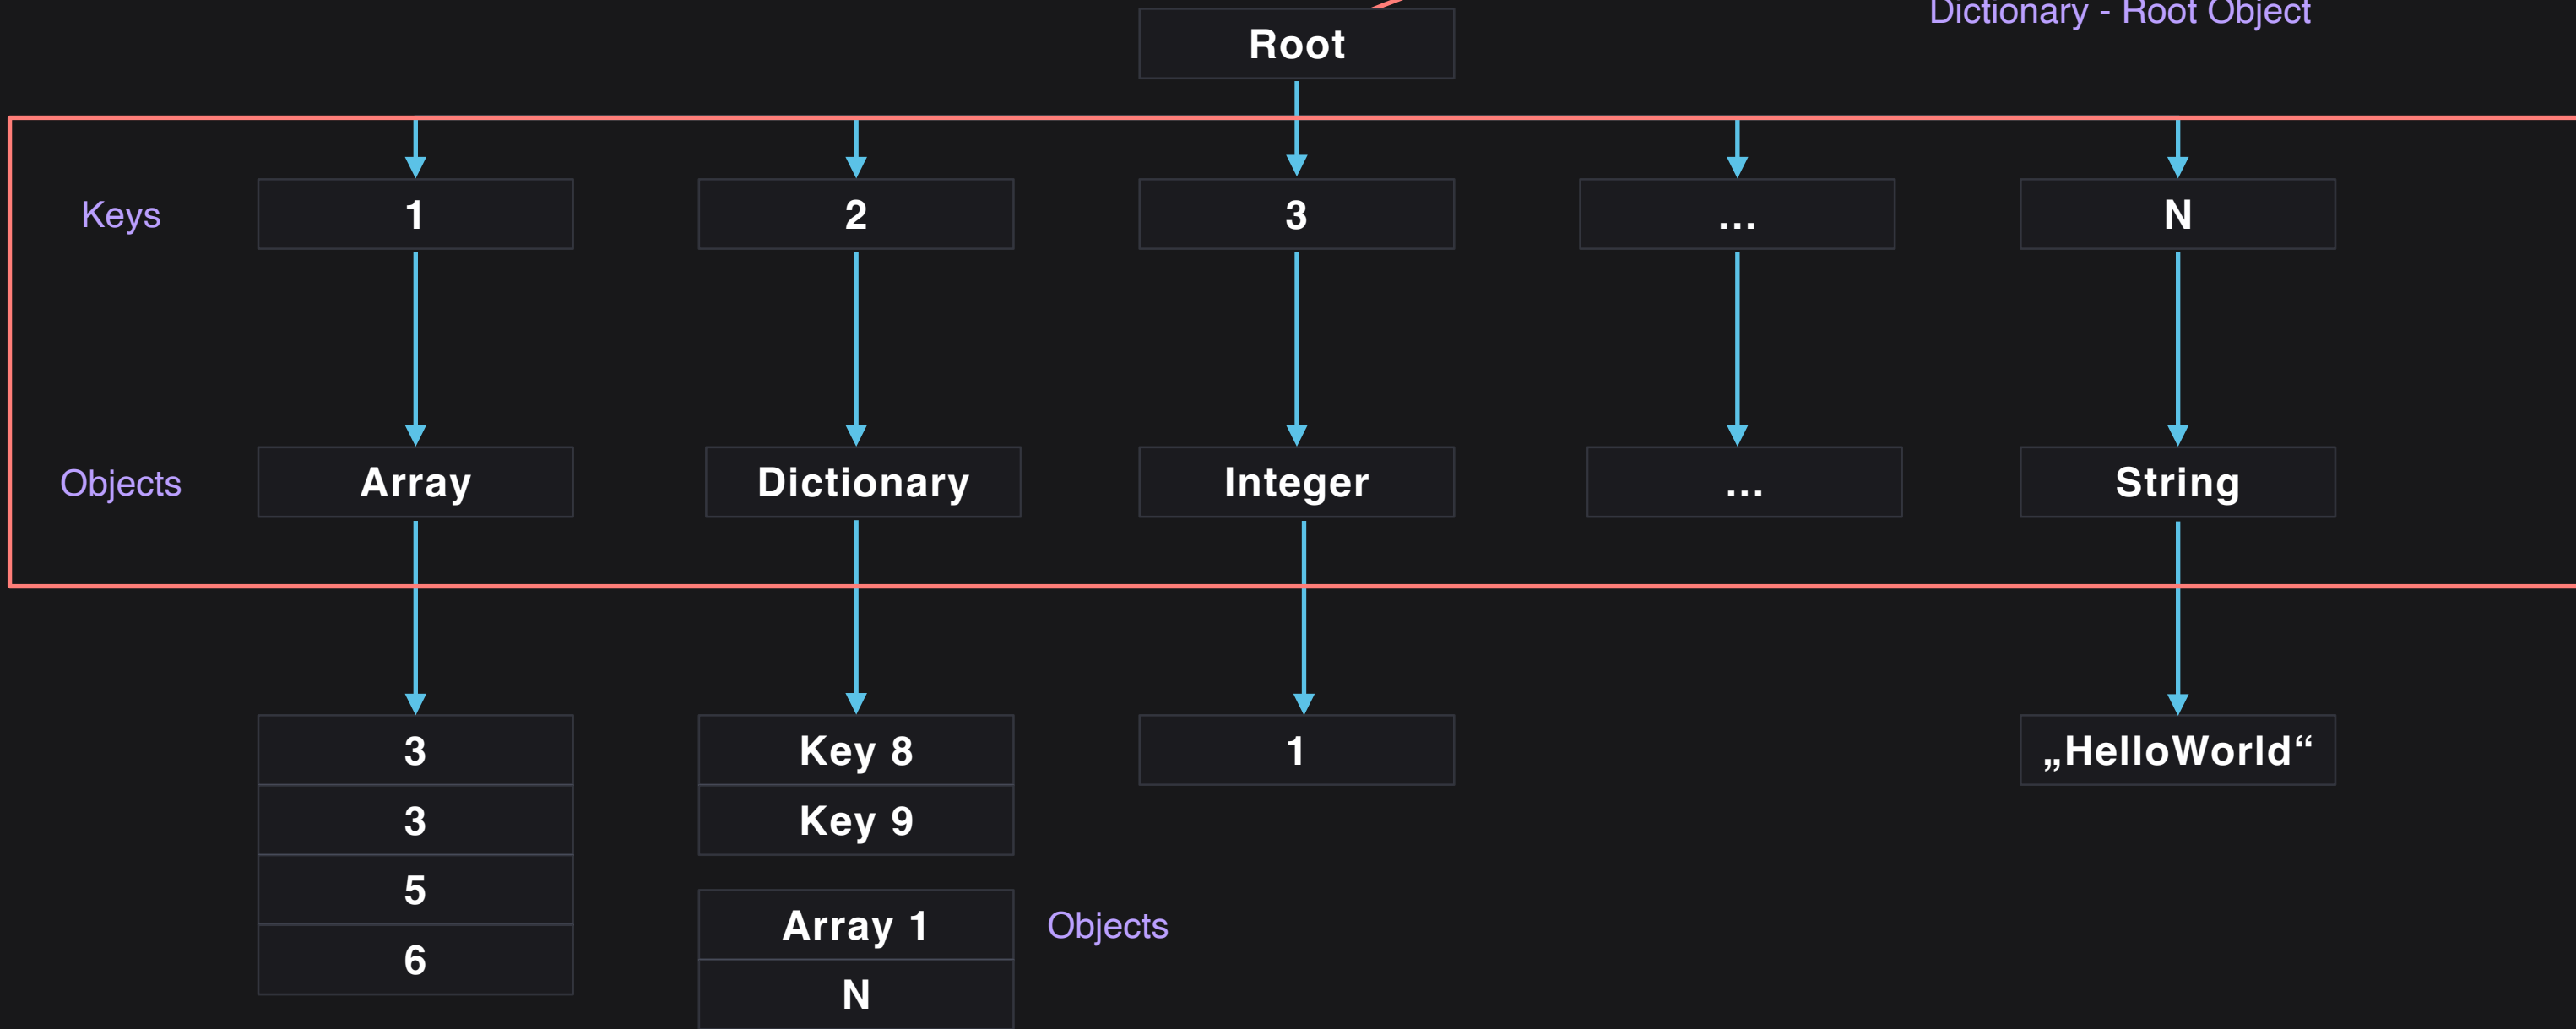 Dictionary - Root Object
Root
Keys
1
2
3
...
N
Objects
Array
Dictionary
Integer
...
String
3
3
5
6
Key 8
Key 9
Array 1
N
Objects
1
„HelloWorld“